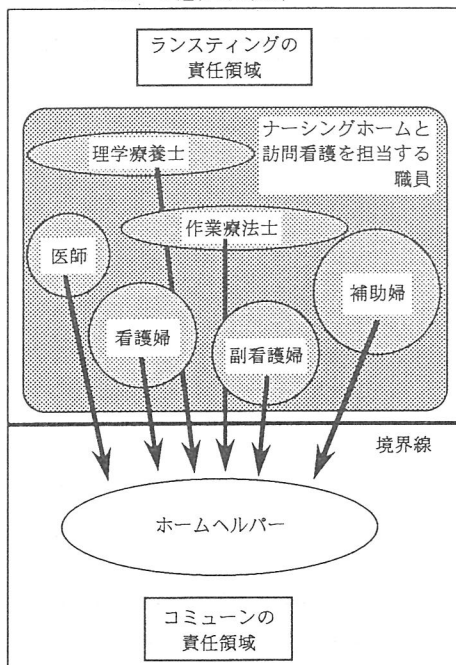 ランスティングの
責任領域
ナーシングホームと
訪問看護を担当する
職員
理学療養士
作業療法士
医師
補助婦
看護婦
副看護婦
境界線
ホームヘルパー
コミューンの
責任領域